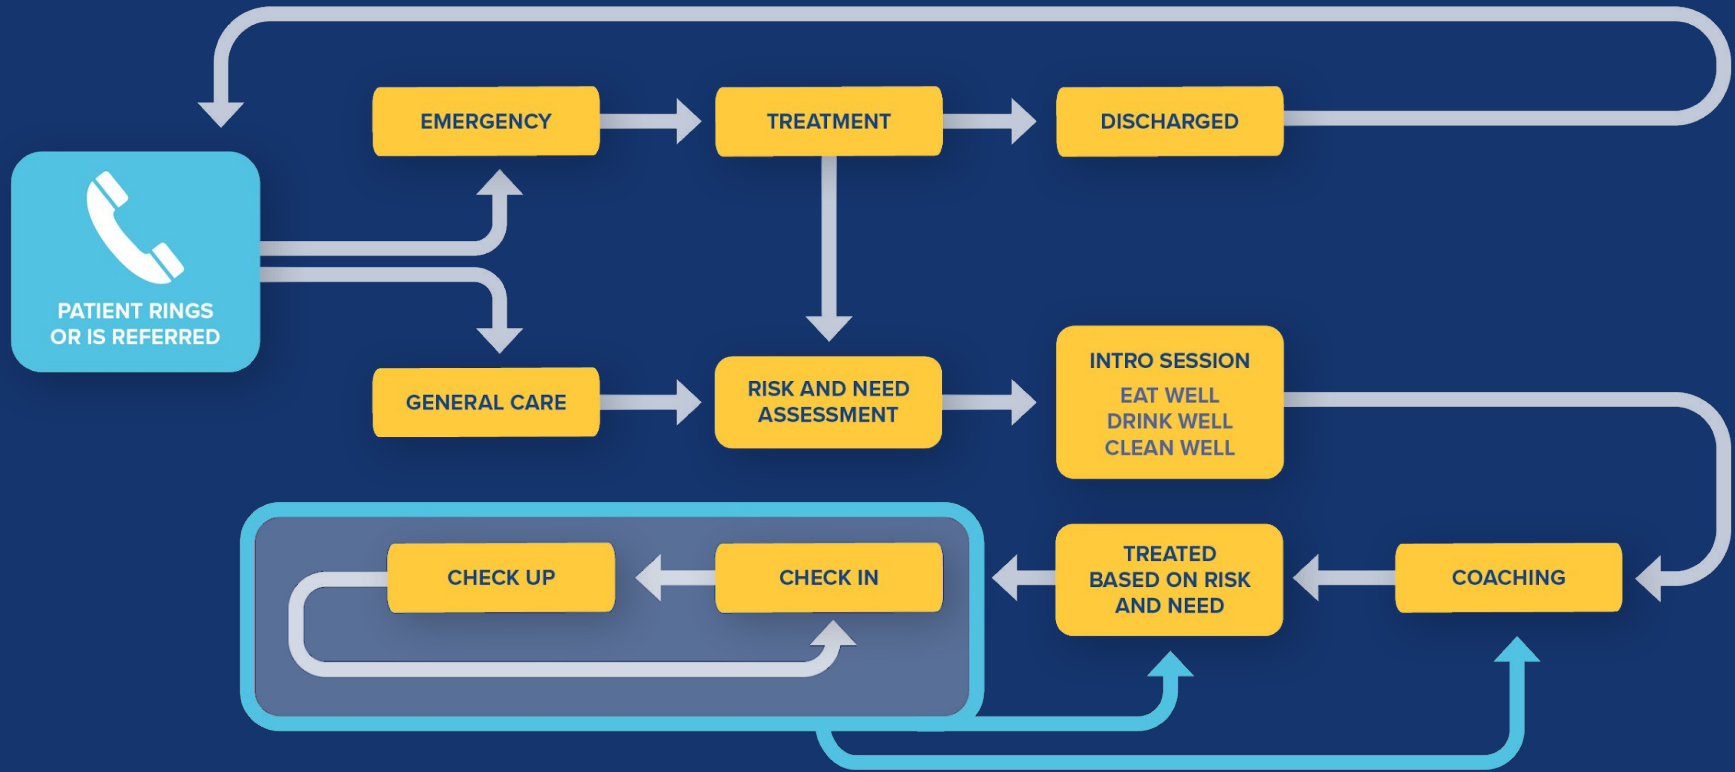 EMERGENCY
TREATMENT
DISCHARGED
PATIENT RINGS
OR IS REFERRED
GENERAL CARE
RISK AND NEED
ASSESSMENT
INTRO SESSION
EAT WELL
DRINK WELL
CLEAN WELL
CHECK UP
CHECK IN
TREATED
BASED ON RISK
AND NEED
COACHING